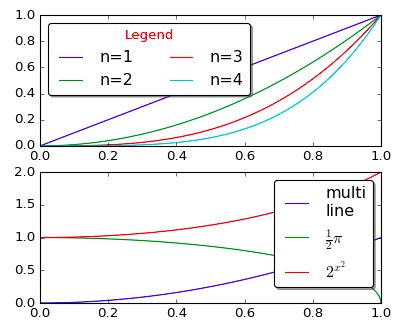 1.0
0.8
0.6
0.4
0.2
0.0
Legend
n=1 n=3
n=2 n=4
0.0 0.2 0.4 0.6 0.8 1.0
2.0
1.5
1.0
0.5
0.0
multi
line
½π
2^{x^2}
0.0 0.2 0.4 0.6 0.8 1.0